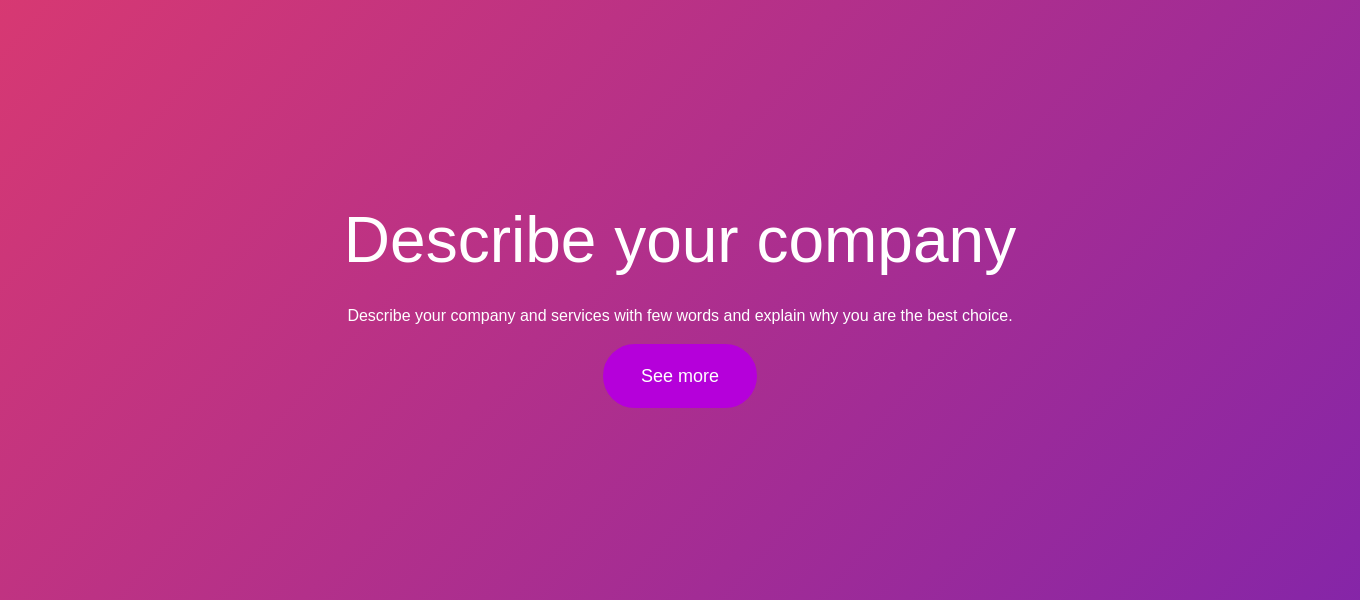 Describe your company
Describe your company and services with few words and explain why you are the best choice.
See more